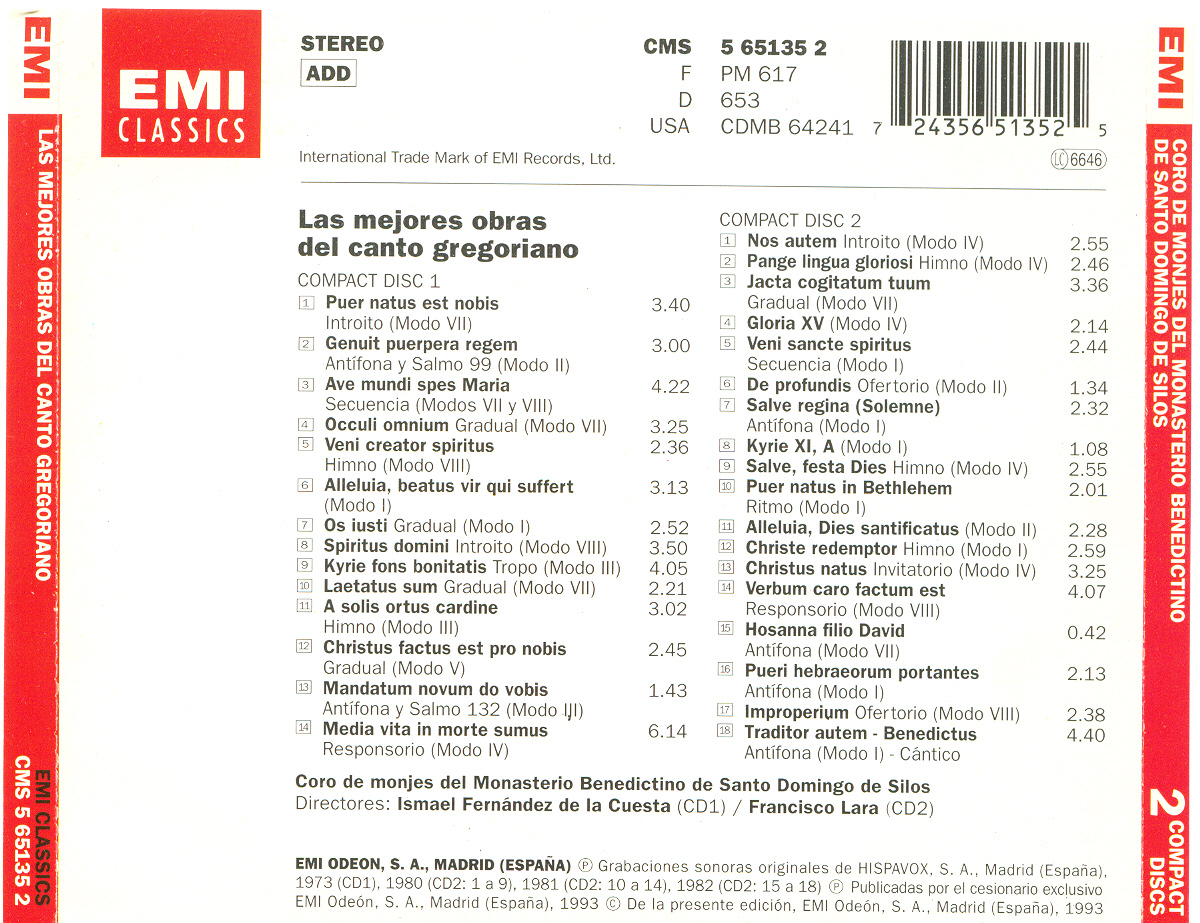 EMI
LAS MEJORES OBRAS DEL CANTO GREGORIANO
EMI CLASSICS
CMS 5 65135 2
EMI
CLASSICS
STEREO
ADD
CMS 5 65135 2
F PM 617
D 653
USA CDMB 64241
7 24356 51352 5
International Trade Mark of EMI Records, Ltd.
LC 6646
Las mejores obras
del canto gregoriano
COMPACT DISC 1
1 Puer natus est nobis 3.40
Introito (Modo VII)
2 Genuit puerpera regem 3.00
Antífona y Salmo 99 (Modo II)
3 Ave mundi spes Maria 4.22
Secuencia (Modos VII y VIII)
4 Occuli omnium Gradual (Modo VII) 3.25
5 Veni creator spiritus 2.36
Himno (Modo VIII)
6 Alleluia, beatus vir qui suffert 3.13
(Modo I)
7 Os iusti Gradual (Modo I) 2.52
8 Spiritus domini Introito (Modo VIII) 3.50
9 Kyrie fons bonitatis Tropo (Modo III) 4.05
10 Laetatus sum Gradual (Modo VII) 2.21
11 A solis ortus cardine 3.02
Himno (Modo III)
12 Christus factus est pro nobis 2.45
Gradual (Modo V)
13 Mandatum novum do vobis 1.43
Antífona y Salmo 132 (Modo III)
14 Media vita in morte sumus 6.14
Responsorio (Modo IV)
COMPACT DISC 2
1 Nos autem Introito (Modo IV) 2.55
2 Pange lingua gloriosi Himno (Modo IV) 2.46
3 Jacta cogitatum tuum 3.36
Gradual (Modo VII)
4 Gloria XV (Modo IV) 2.14
5 Veni sancte spiritus 2.44
Secuencia (Modo I)
6 De profundis Ofertorio (Modo II) 1.34
7 Salve regina (Solemne) 2.32
Antífona (Modo I)
8 Kyrie XI, A (Modo I) 1.08
9 Salve, festa Dies Himno (Modo IV) 2.55
10 Puer natus in Bethlehem 2.01
Ritmo (Modo I)
11 Alleluia, Dies santificatus (Modo II) 2.28
12 Christe redemptor Himno (Modo I) 2.59
13 Christus natus Invitatorio (Modo IV) 3.25
14 Verbum caro factum est 4.07
Responsorio (Modo VIII)
15 Hosanna filio David 0.42
Antífona (Modo VII)
16 Pueri hebraeorum portantes 2.13
Antífona (Modo I)
17 Improperium Ofertorio (Modo VIII) 2.38
18 Traditor autem - Benedictus 4.40
Antífona (Modo I) - Cántico
Coro de monjes del Monasterio Benedictino de Santo Domingo de Silos
Directores: Ismael Fernández de la Cuesta (CD1) / Francisco Lara (CD2)
EMI ODEON, S. A., MADRID (ESPAÑA) Ⓟ Grabaciones sonoras originales de HISPAVOX, S. A., Madrid (España),
1973 (CD1), 1980 (CD2: 1 a 9), 1981 (CD2: 10 a 14), 1982 (CD2: 15 a 18) Ⓟ Publicadas por el cesionario exclusivo
EMI Odeón, S. A., Madrid (España), 1993 © De la presente edición, EMI Odeón, S. A., Madrid (España), 1993
EMI
CORO DE MONJES DEL MONASTERIO BENEDICTINO
DE SANTO DOMINGO DE SILOS
2 COMPACT
DISCS